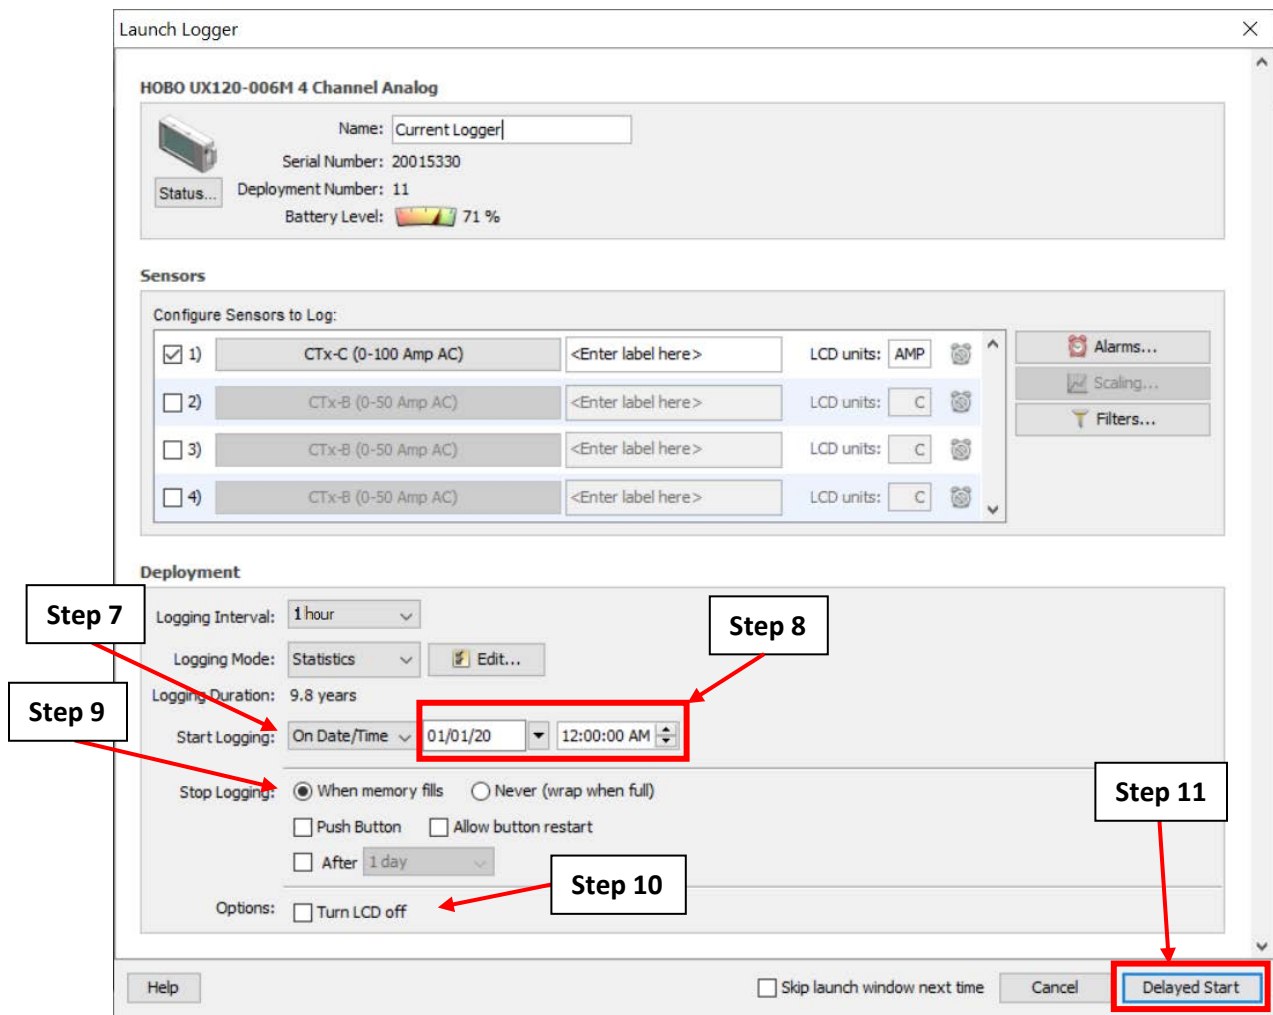 Launch Logger
HOBO UX120-006M 4 Channel Analog
Name: Current Logger
Serial Number: 20015330
Status... Deployment Number: 11
Battery Level: 71 %
Sensors
Configure Sensors to Log:
1) CTx-C (0-100 Amp AC) <Enter label here> LCD units: AMP Alarms...
2) CTx-B (0-50 Amp AC) <Enter label here> LCD units: C Scaling...
Filters...
3) CTx-B (0-50 Amp AC) <Enter label here> LCD units: C
4) CTx-B (0-50 Amp AC) <Enter label here> LCD units: C
Deployment
Step 7 Logging Interval: 1 hour Step 8
Logging Mode: Statistics Edit...
Logging Duration: 9.8 years
Step 9
Start Logging: On Date/Time 01/01/20 12:00:00 AM
Stop Logging: When memory fills Never (wrap when full) Step 11
Push Button Allow button restart
After 1 day
Step 10
Options: Turn LCD off
Help Skip launch window next time Cancel Delayed Start